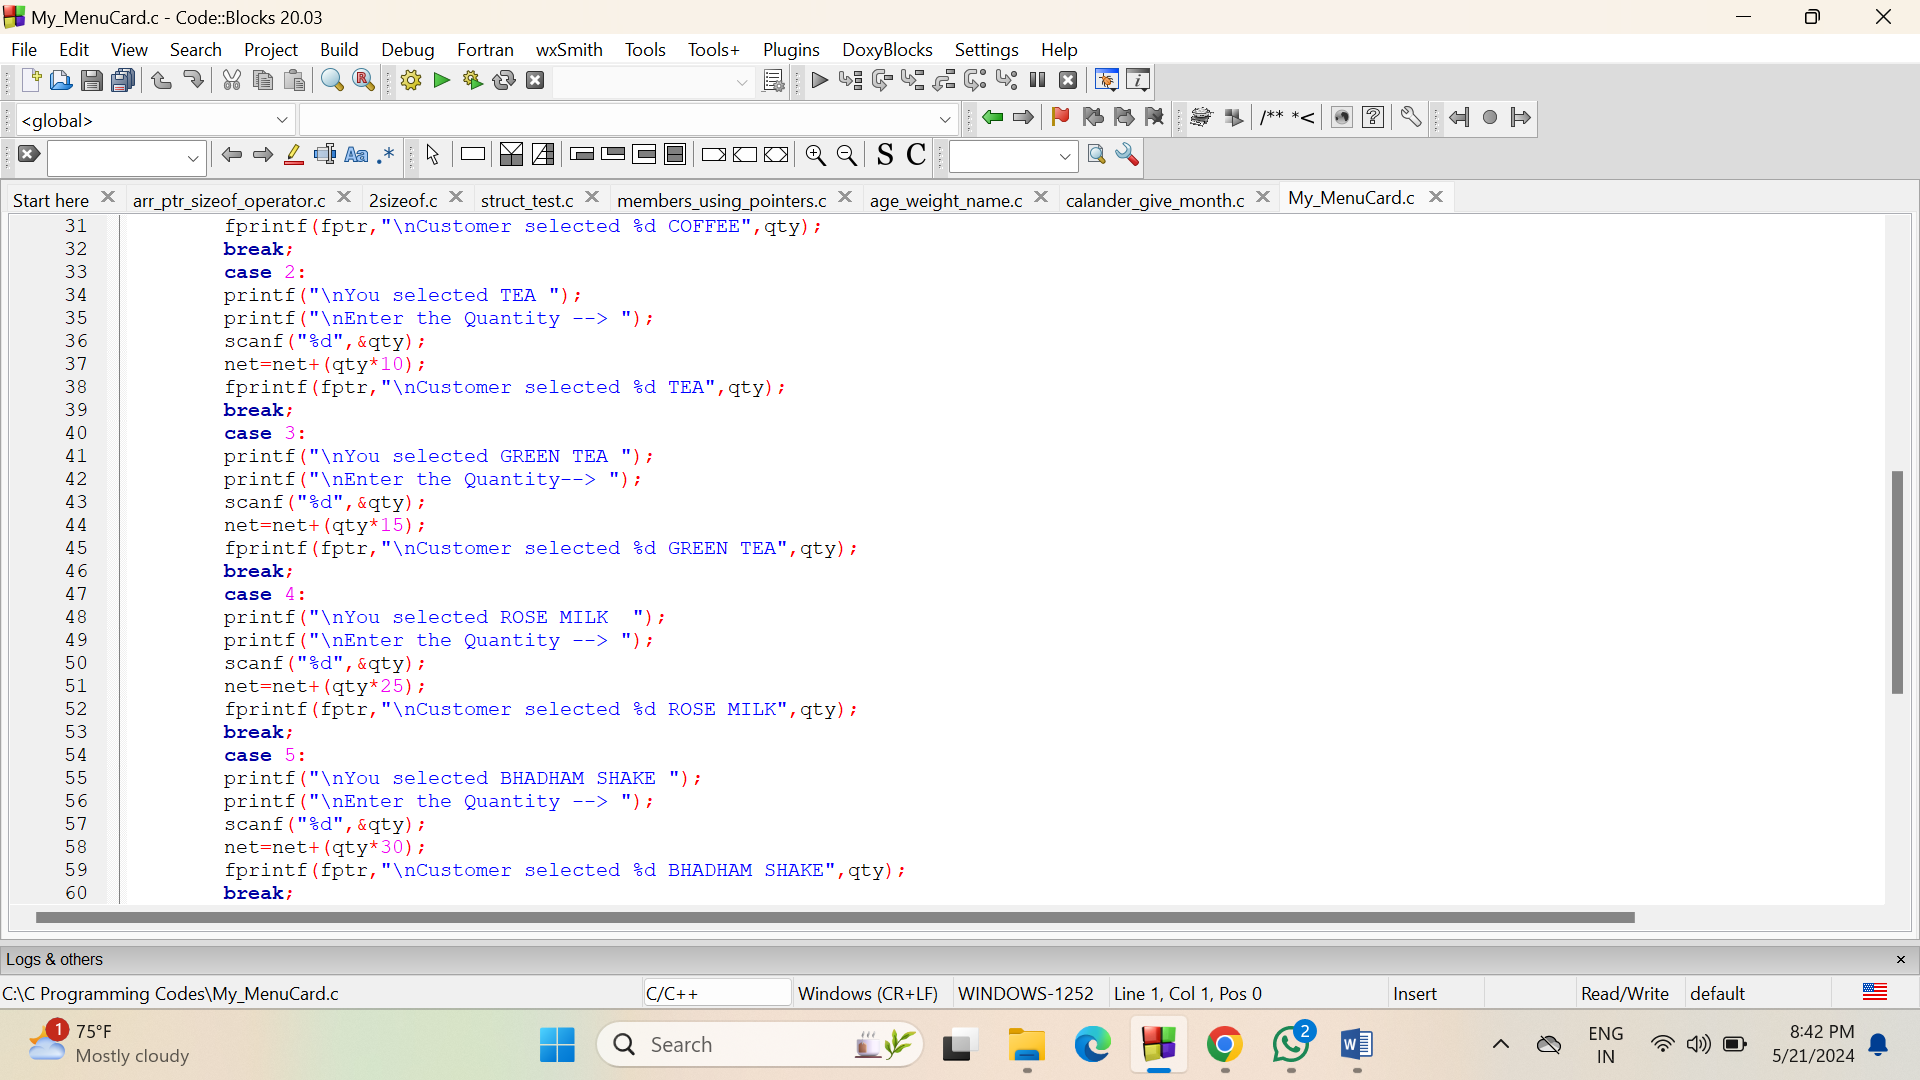 My_MenuCard.c - Code::Blocks 20.03
File Edit View Search Project Build Debug Fortran wxSmith Tools Tools+ Plugins DoxyBlocks Settings Help
<global>
/** *<
Aa .* S C
Start here arr_ptr_sizeof_operator.c 2sizeof.c struct_test.c members_using_pointers.c age_weight_name.c calander_give_month.c My_MenuCard.c
31 fprintf(fptr,"\nCustomer selected %d COFFEE",qty);
32 break;
33 case 2:
34 printf("\nYou selected TEA ");
35 printf("\nEnter the Quantity --> ");
36 scanf("%d",&qty);
37 net=net+(qty*10);
38 fprintf(fptr,"\nCustomer selected %d TEA",qty);
39 break;
40 case 3:
41 printf("\nYou selected GREEN TEA ");
42 printf("\nEnter the Quantity--> ");
43 scanf("%d",&qty);
44 net=net+(qty*15);
45 fprintf(fptr,"\nCustomer selected %d GREEN TEA",qty);
46 break;
47 case 4:
48 printf("\nYou selected ROSE MILK  ");
49 printf("\nEnter the Quantity --> ");
50 scanf("%d",&qty);
51 net=net+(qty*25);
52 fprintf(fptr,"\nCustomer selected %d ROSE MILK",qty);
53 break;
54 case 5:
55 printf("\nYou selected BHADHAM SHAKE ");
56 printf("\nEnter the Quantity --> ");
57 scanf("%d",&qty);
58 net=net+(qty*30);
59 fprintf(fptr,"\nCustomer selected %d BHADHAM SHAKE",qty);
60 break;
Logs & others
C:\C Programming Codes\My_MenuCard.c C/C++ Windows (CR+LF) WINDOWS-1252 Line 1, Col 1, Pos 0 Insert Read/Write default
1 75°F
Mostly cloudy
Search
2
ENG
IN
8:42 PM
5/21/2024